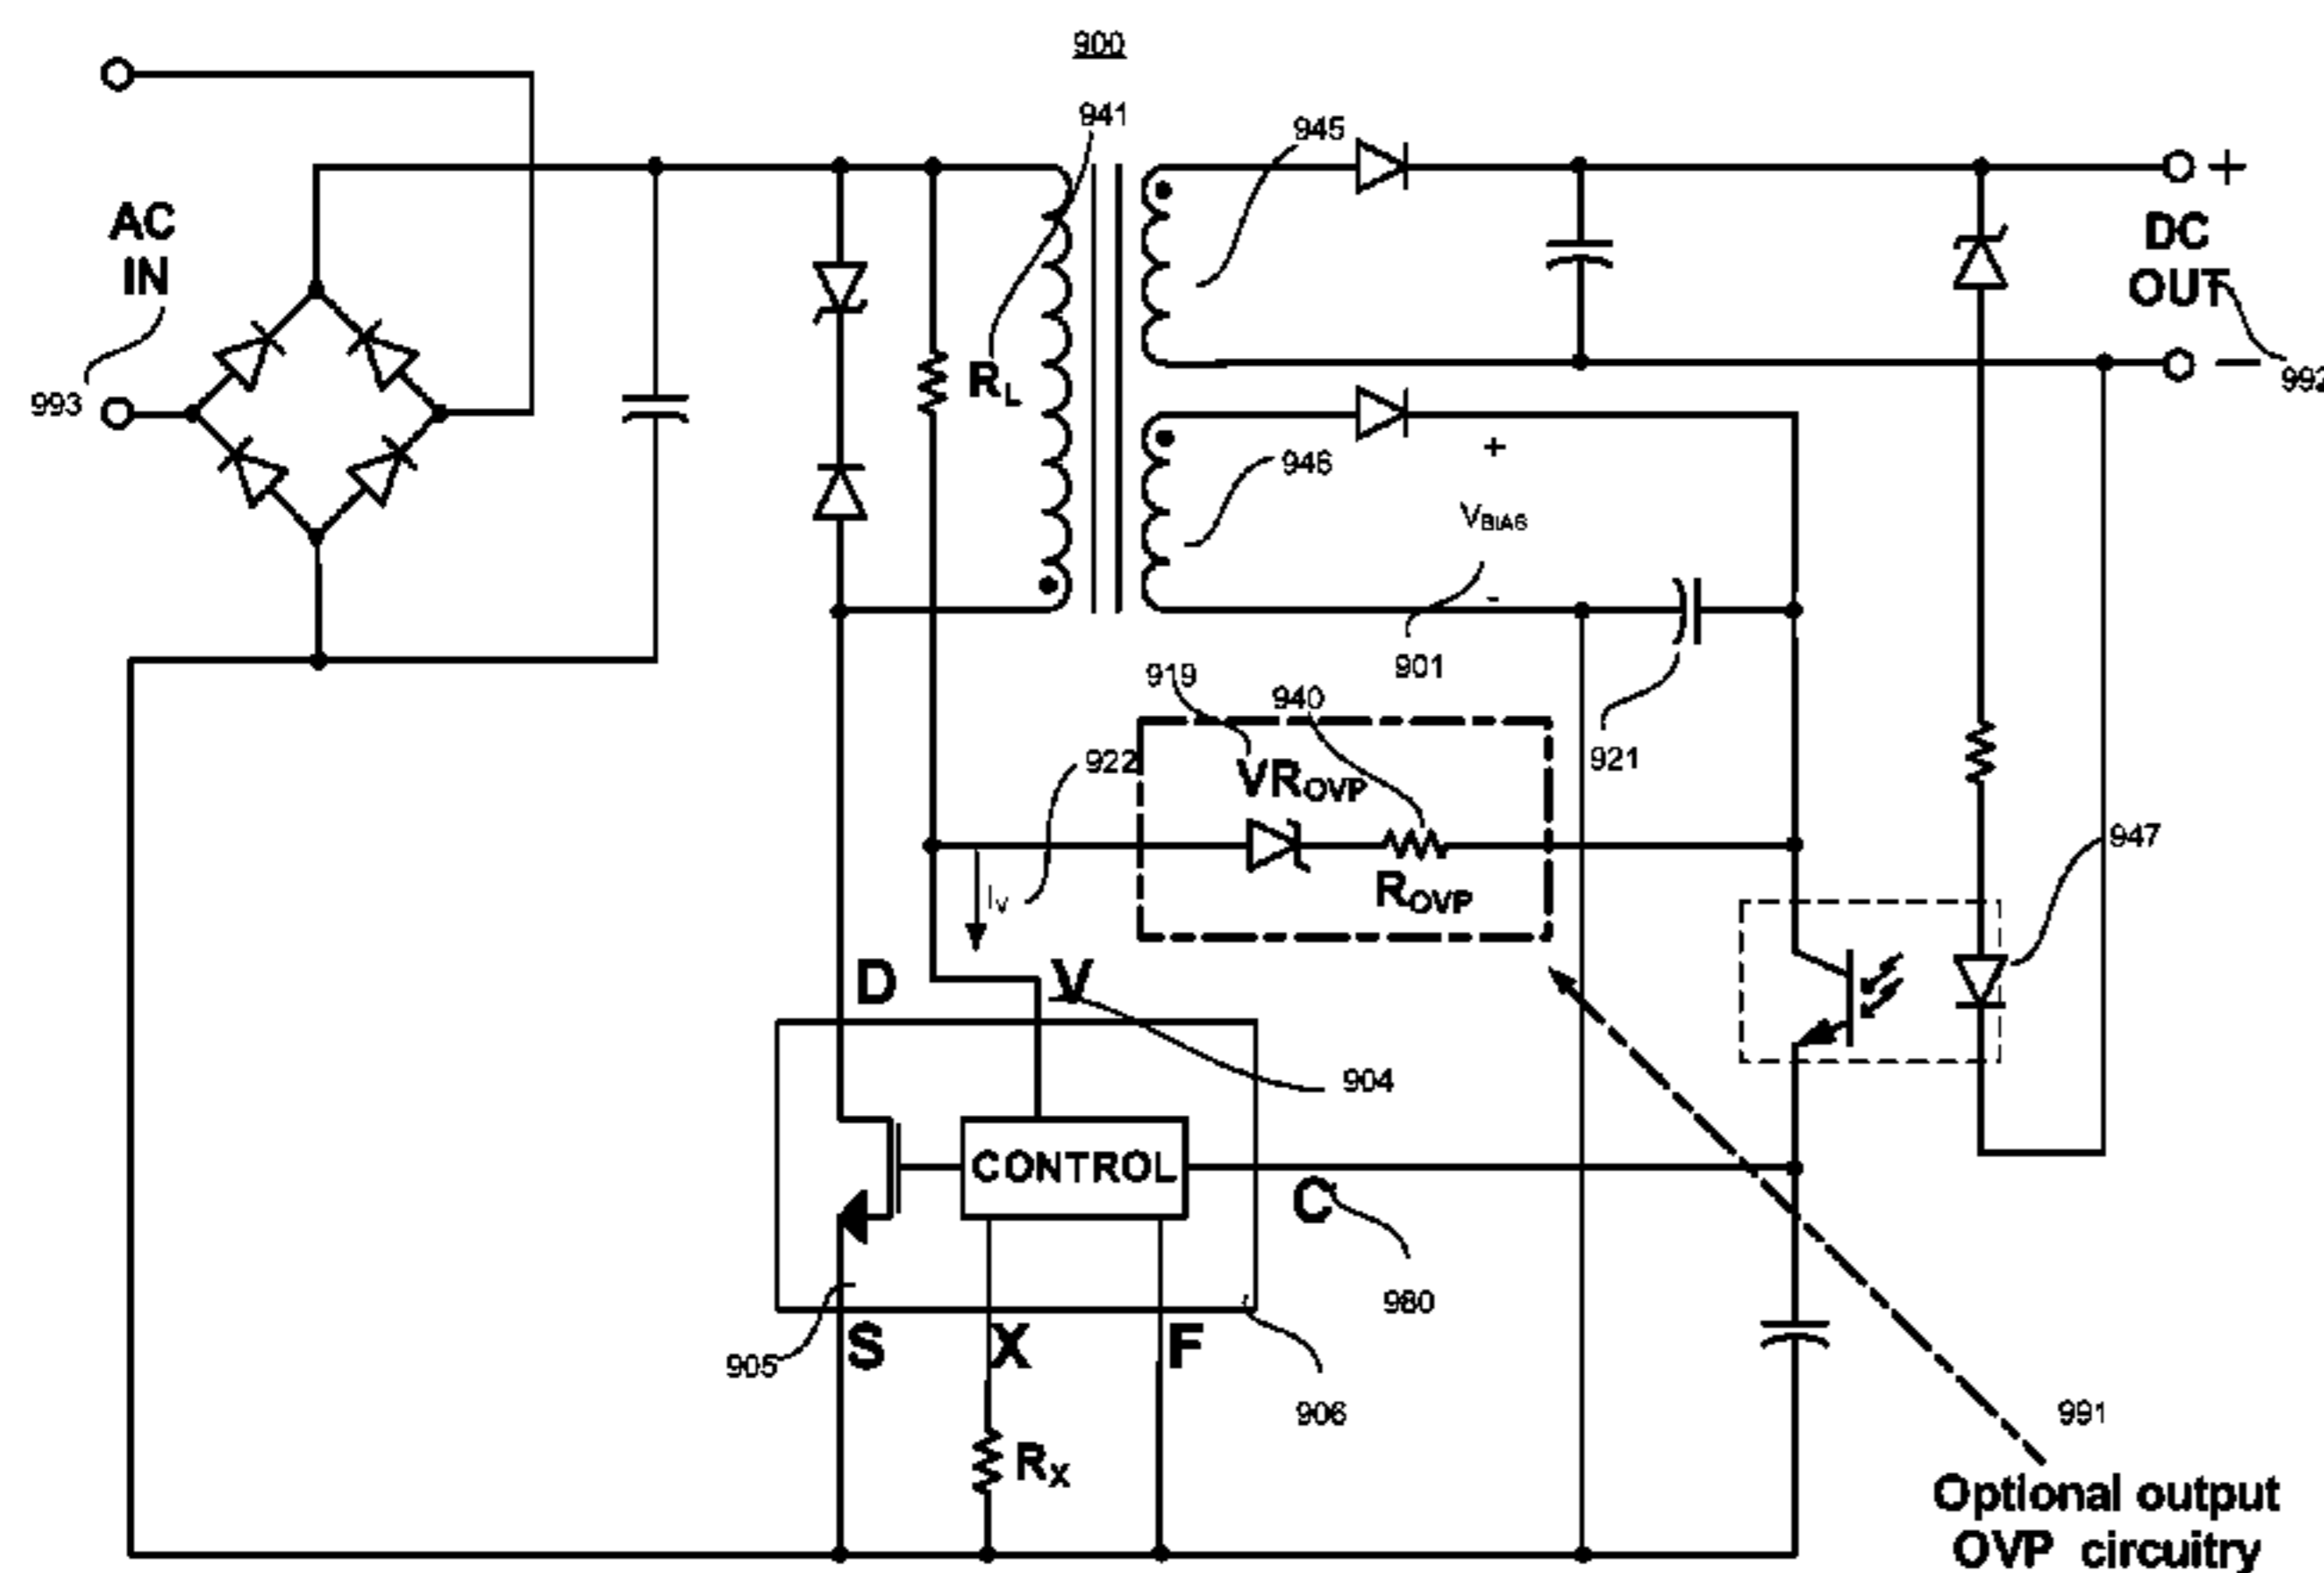 900
941
945
AC
IN
+
DC
OUT
992
993
RL
−
946
+
VBIAS
-
901
919
940
921
922
VROVP
947
IV
ROVP
D
V
904
CONTROL
C
980
S
X
F
905
906
RX
991
Optional output
OVP circuitry